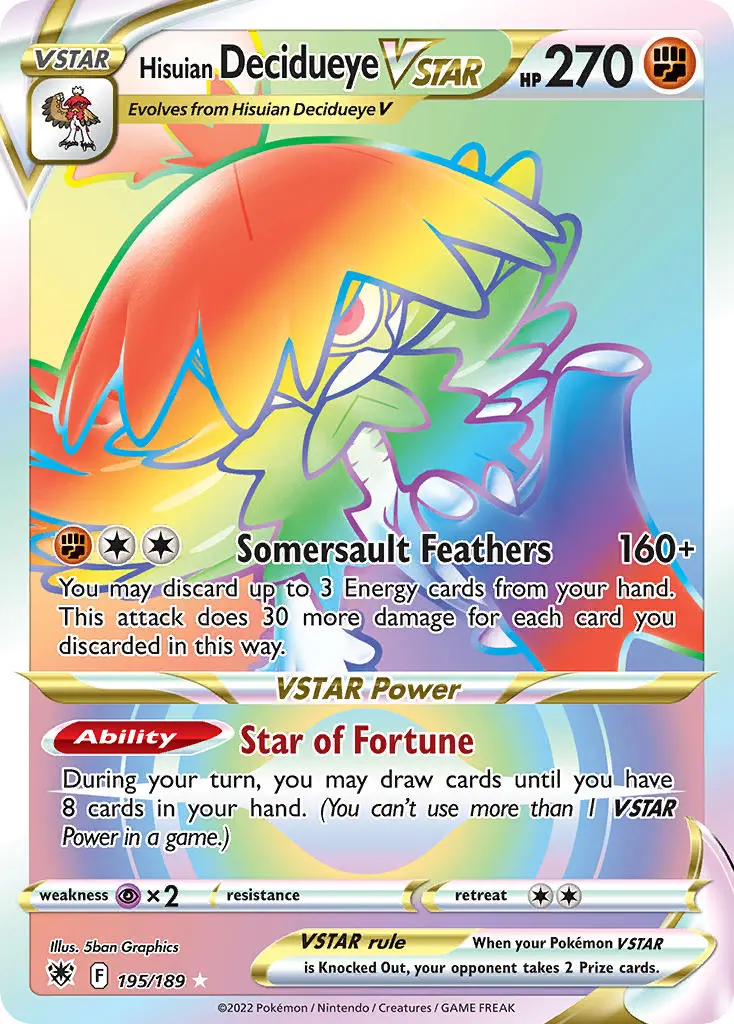 VSTAR
Hisuian Decidueye VSTAR HP 270
Evolves from Hisuian Decidueye V
Somersault Feathers 160+
You may discard up to 3 Energy cards from your hand.
This attack does 30 more damage for each card you
discarded in this way.
VSTAR Power
Ability Star of Fortune
During your turn, you may draw cards until you have
8 cards in your hand. (You can't use more than 1 VSTAR
Power in a game.)
weakness ×2 resistance retreat
Illus. 5ban Graphics
VSTAR rule When your Pokémon VSTAR
is Knocked Out, your opponent takes 2 Prize cards.
F 195/189
©2022 Pokémon / Nintendo / Creatures / GAME FREAK